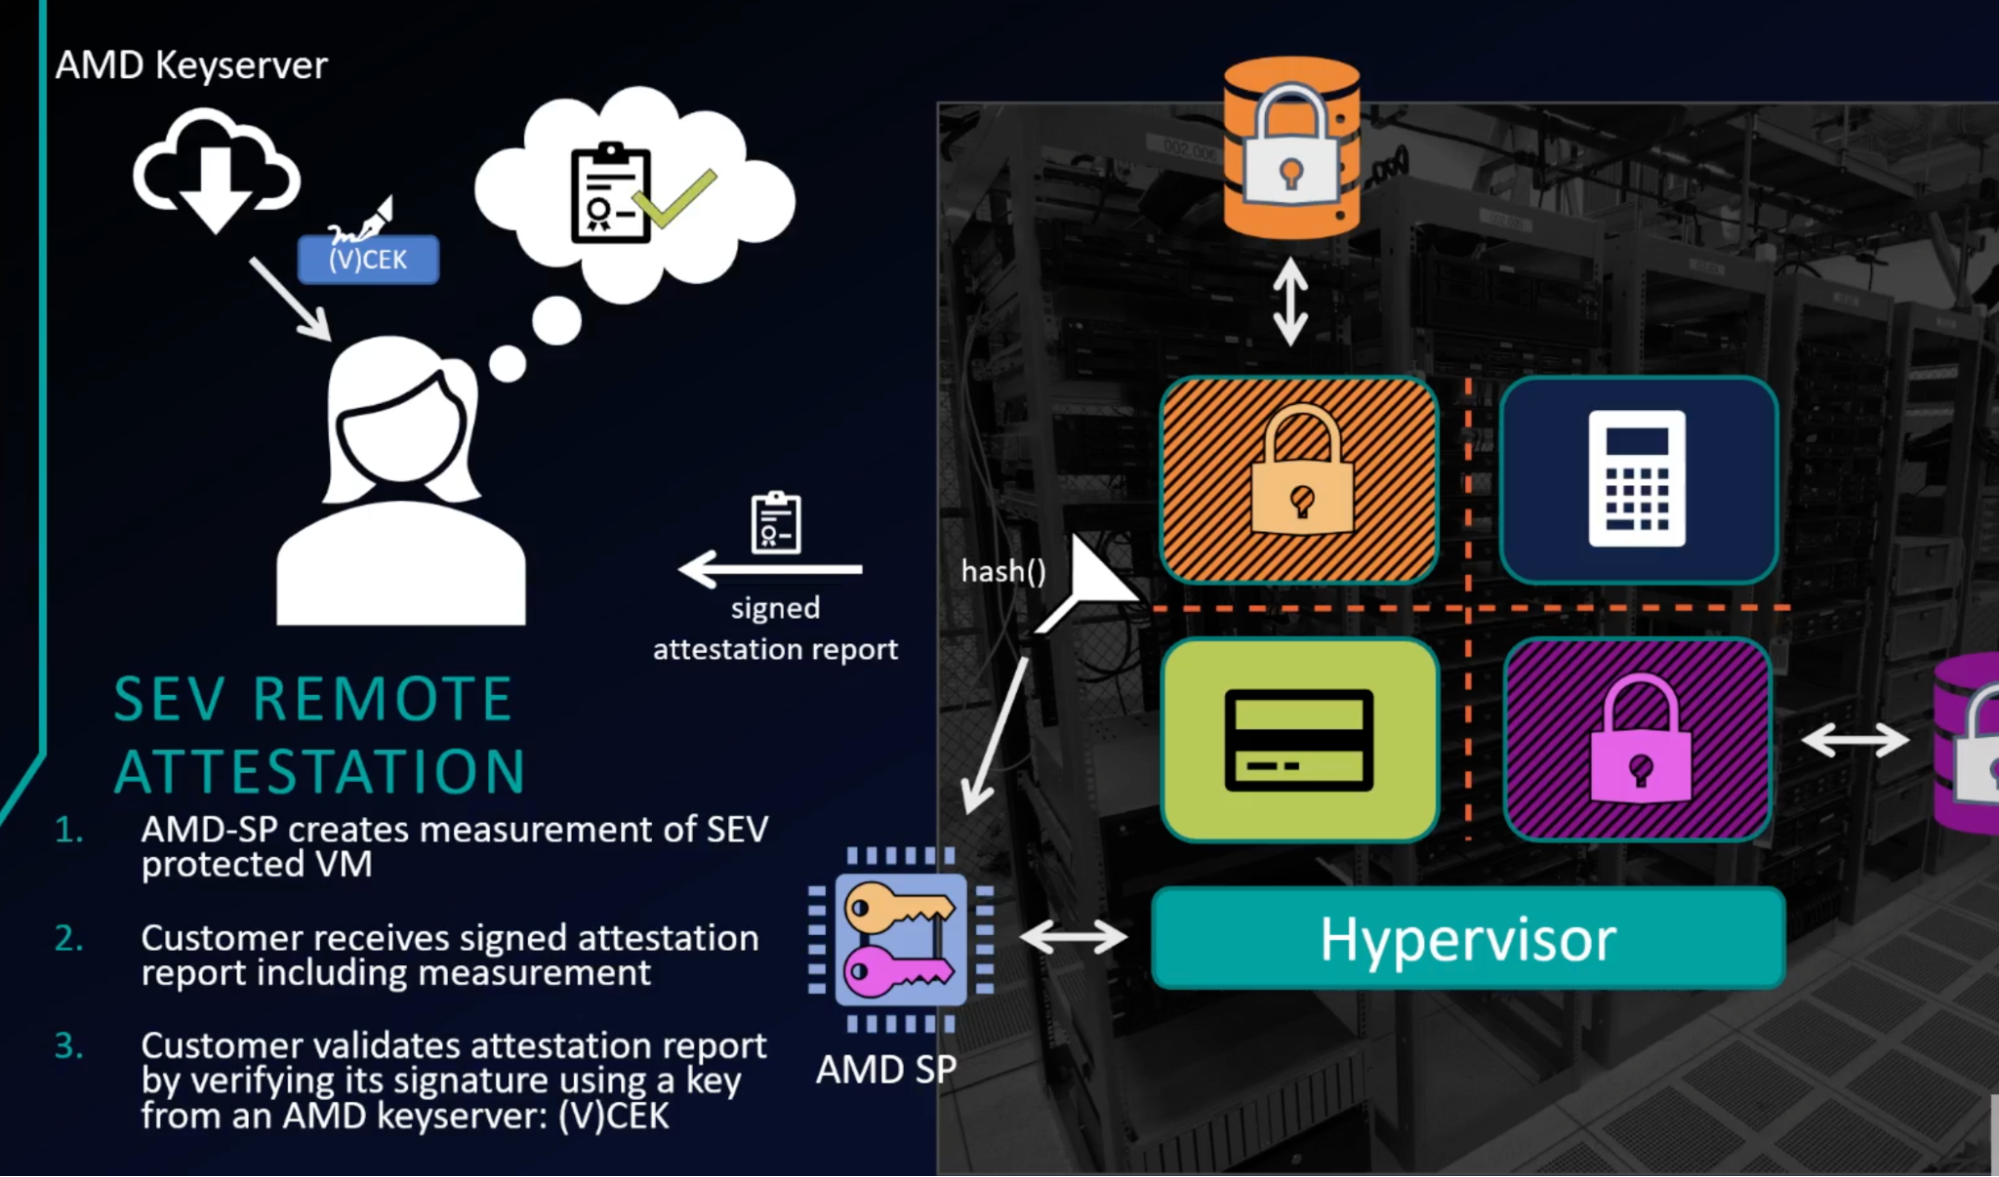 AMD Keyserver
(V)CEK
hash()
signed
attestation report
SEV REMOTE
ATTESTATION
1. AMD-SP creates measurement of SEV
protected VM
2. Customer receives signed attestation
report including measurement
3. Customer validates attestation report
by verifying its signature using a key
from an AMD keyserver: (V)CEK
AMD SP
Hypervisor